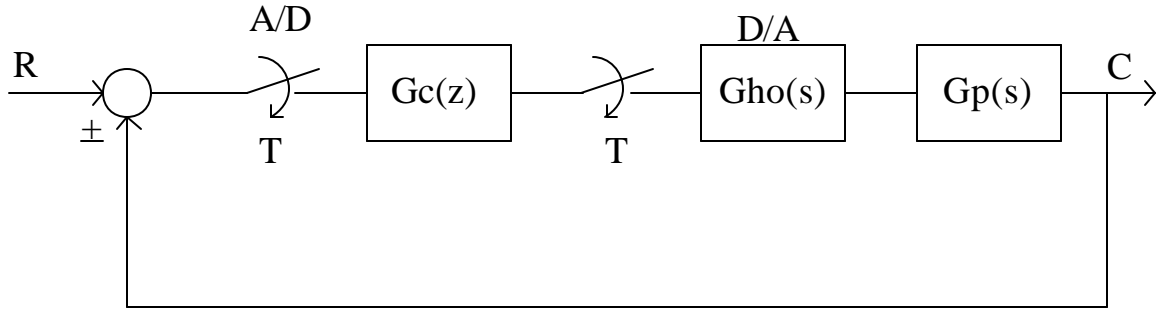 A/D
D/A
R
Gc(z)
Gho(s)
Gp(s)
C
±
T
T